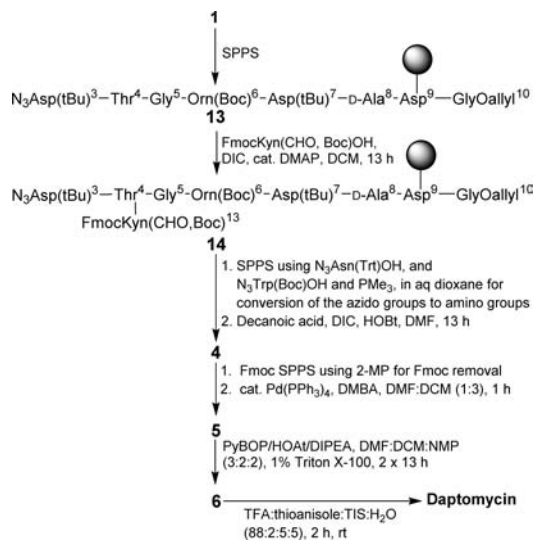 1
SPPS
N₃Asp(tBu)³–Thr⁴-Gly⁵-Orn(Boc)⁶-Asp(tBu)⁷-D-Ala⁸-Asp⁹–GlyOallyl¹⁰
13
FmocKyn(CHO, Boc)OH,
DIC, cat. DMAP, DCM, 13 h
N₃Asp(tBu)³–Thr⁴-Gly⁵-Orn(Boc)⁶-Asp(tBu)⁷-D-Ala⁸-Asp⁹–GlyOallyl¹⁰
FmocKyn(CHO,Boc)¹³
14
1. SPPS using N₃Asn(Trt)OH, and
N₃Trp(Boc)OH and PMe₃, in aq dioxane for
conversion of the azido groups to amino groups
2. Decanoic acid, DIC, HOBt, DMF, 13 h
4
1. Fmoc SPPS using 2-MP for Fmoc removal
2. cat. Pd(PPh₃)₄, DMBA, DMF:DCM (1:3), 1 h
5
PyBOP/HOAt/DIPEA, DMF:DCM:NMP
(3:2:2), 1% Triton X-100, 2 x 13 h
6 Daptomycin
TFA:thioanisole:TIS:H₂O
(88:2:5:5), 2 h, rt